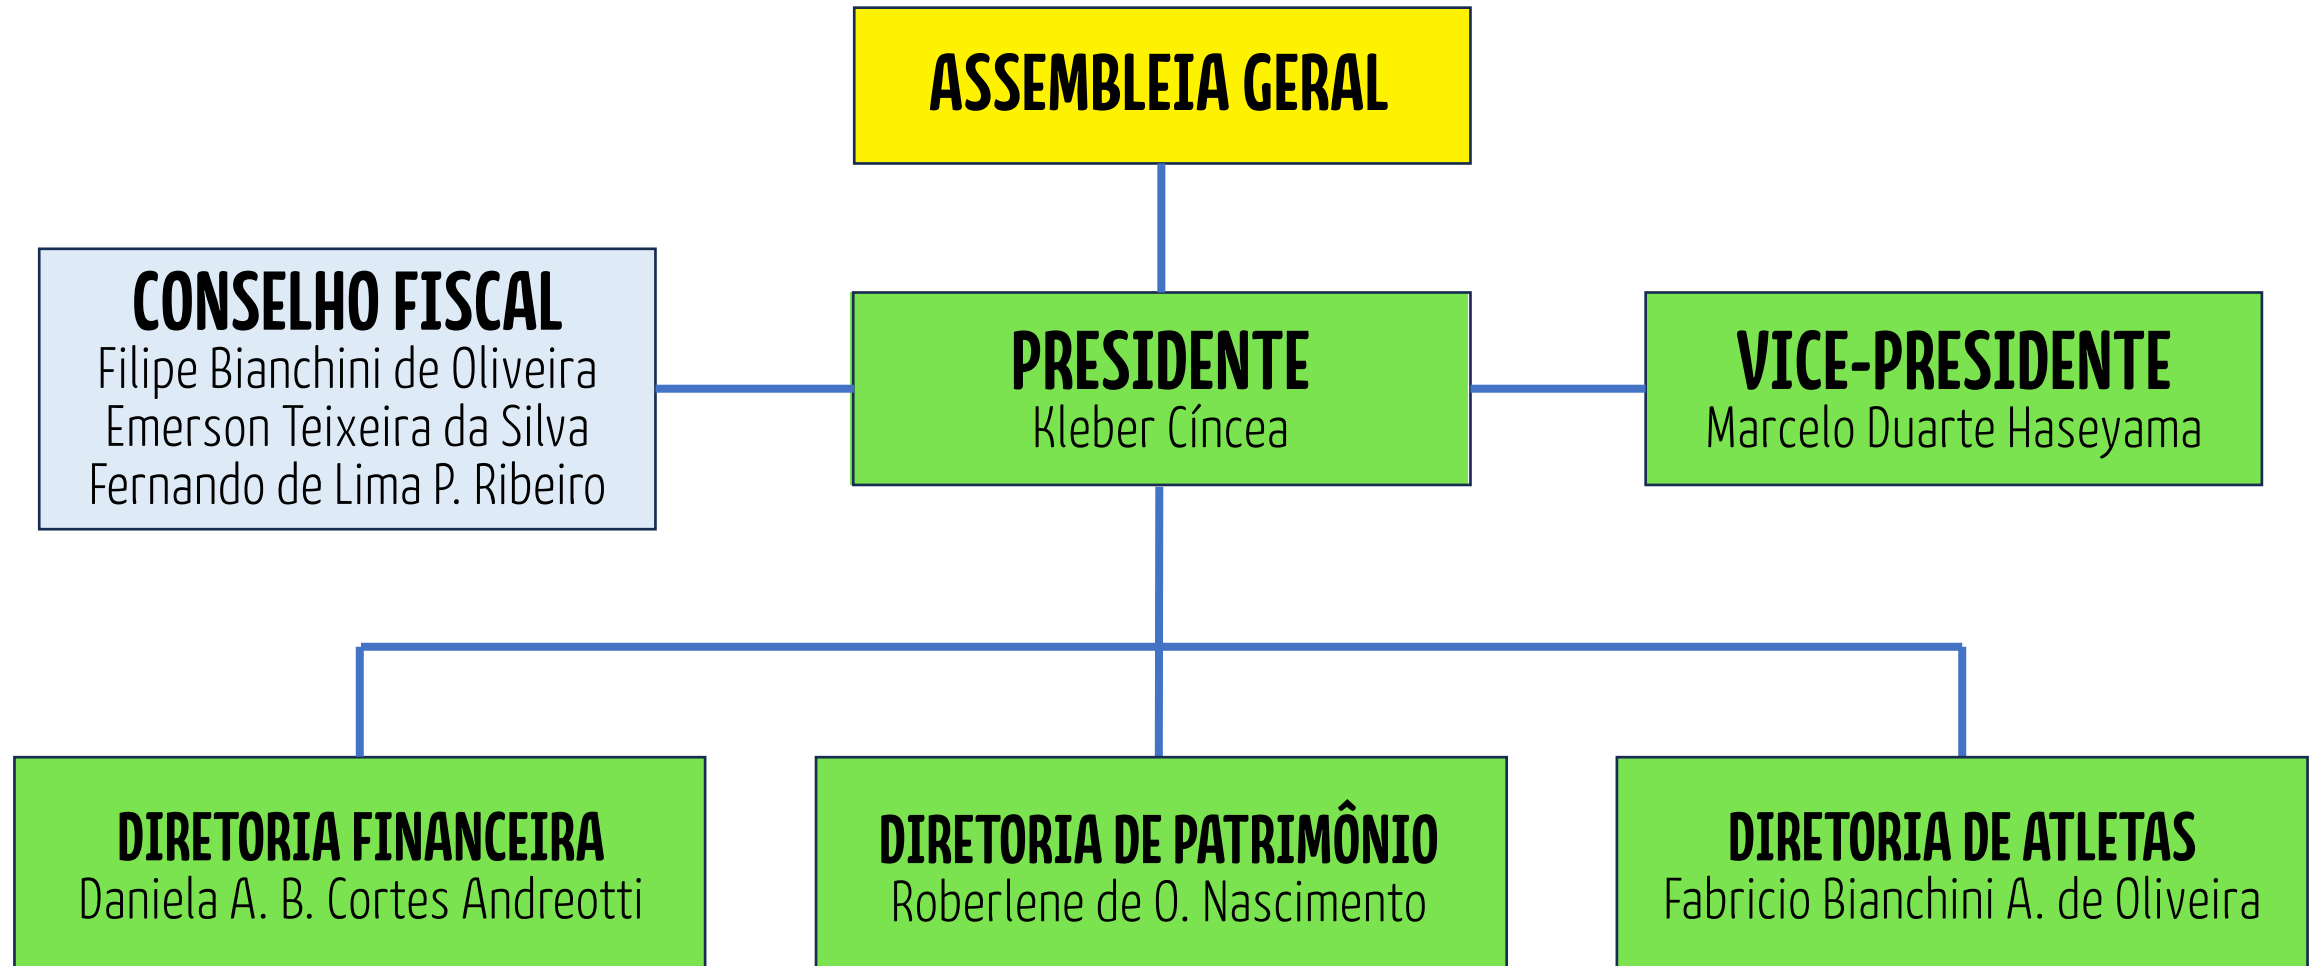 ASSEMBLEIA GERAL
CONSELHO FISCAL
Filipe Bianchini de Oliveira
Emerson Teixeira da Silva
Fernando de Lima P. Ribeiro
PRESIDENTE
Kleber Cíncea
VICE-PRESIDENTE
Marcelo Duarte Haseyama
DIRETORIA FINANCEIRA
Daniela A. B. Cortes Andreotti
DIRETORIA DE PATRIMÔNIO
Roberlene de O. Nascimento
DIRETORIA DE ATLETAS
Fabricio Bianchini A. de Oliveira